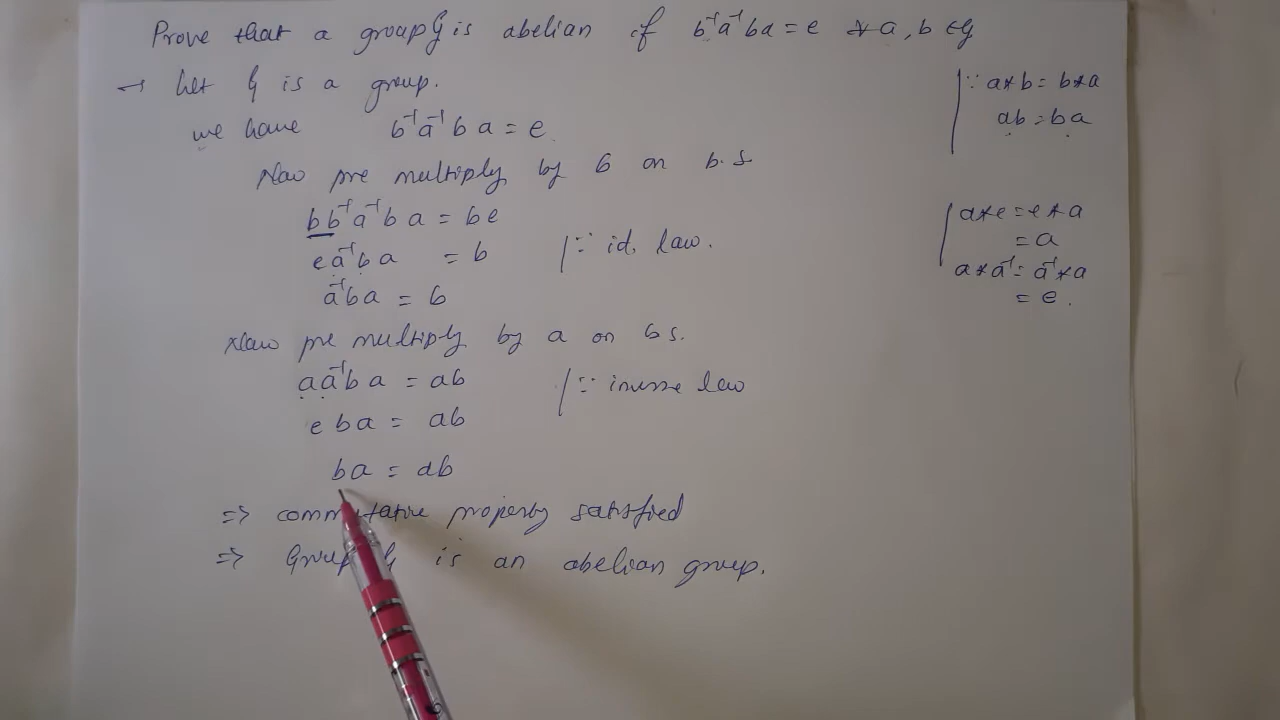 Prove that a group G is abelian if b⁻¹a⁻¹ba = e ∀ a, b ∈ G
→ Let G is a group.
we have b⁻¹a⁻¹ba = e.
Now pre multiply by b on b.s.
bb⁻¹a⁻¹ba = be
ea⁻¹ba = b |∵ id. law.
a⁻¹ba = b
Now pre multiply by a on b s.
aa⁻¹ba = ab |∵ inverse law
eba = ab
ba = ab
⇒ commutative property satisfied
⇒ Group G is an abelian group.
∵ a*b = b*a
ab = ba
a*e = e*a
= a
a*a⁻¹ = a⁻¹*a
= e.